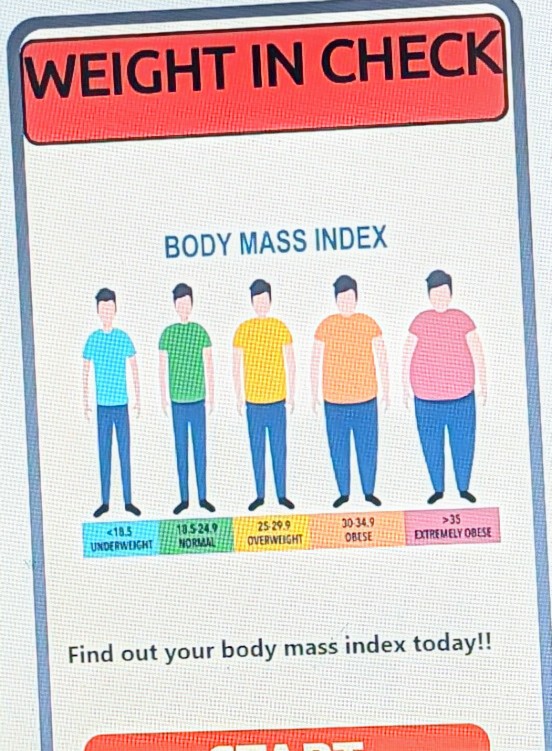 WEIGHT IN CHECK
BODY MASS INDEX
<18.5 18.5-24.9 25-29.9 30-34.9 >35
UNDERWEIGHT NORMAL OVERWEIGHT OBESE EXTREMELY OBESE
Find out your body mass index today!!
START